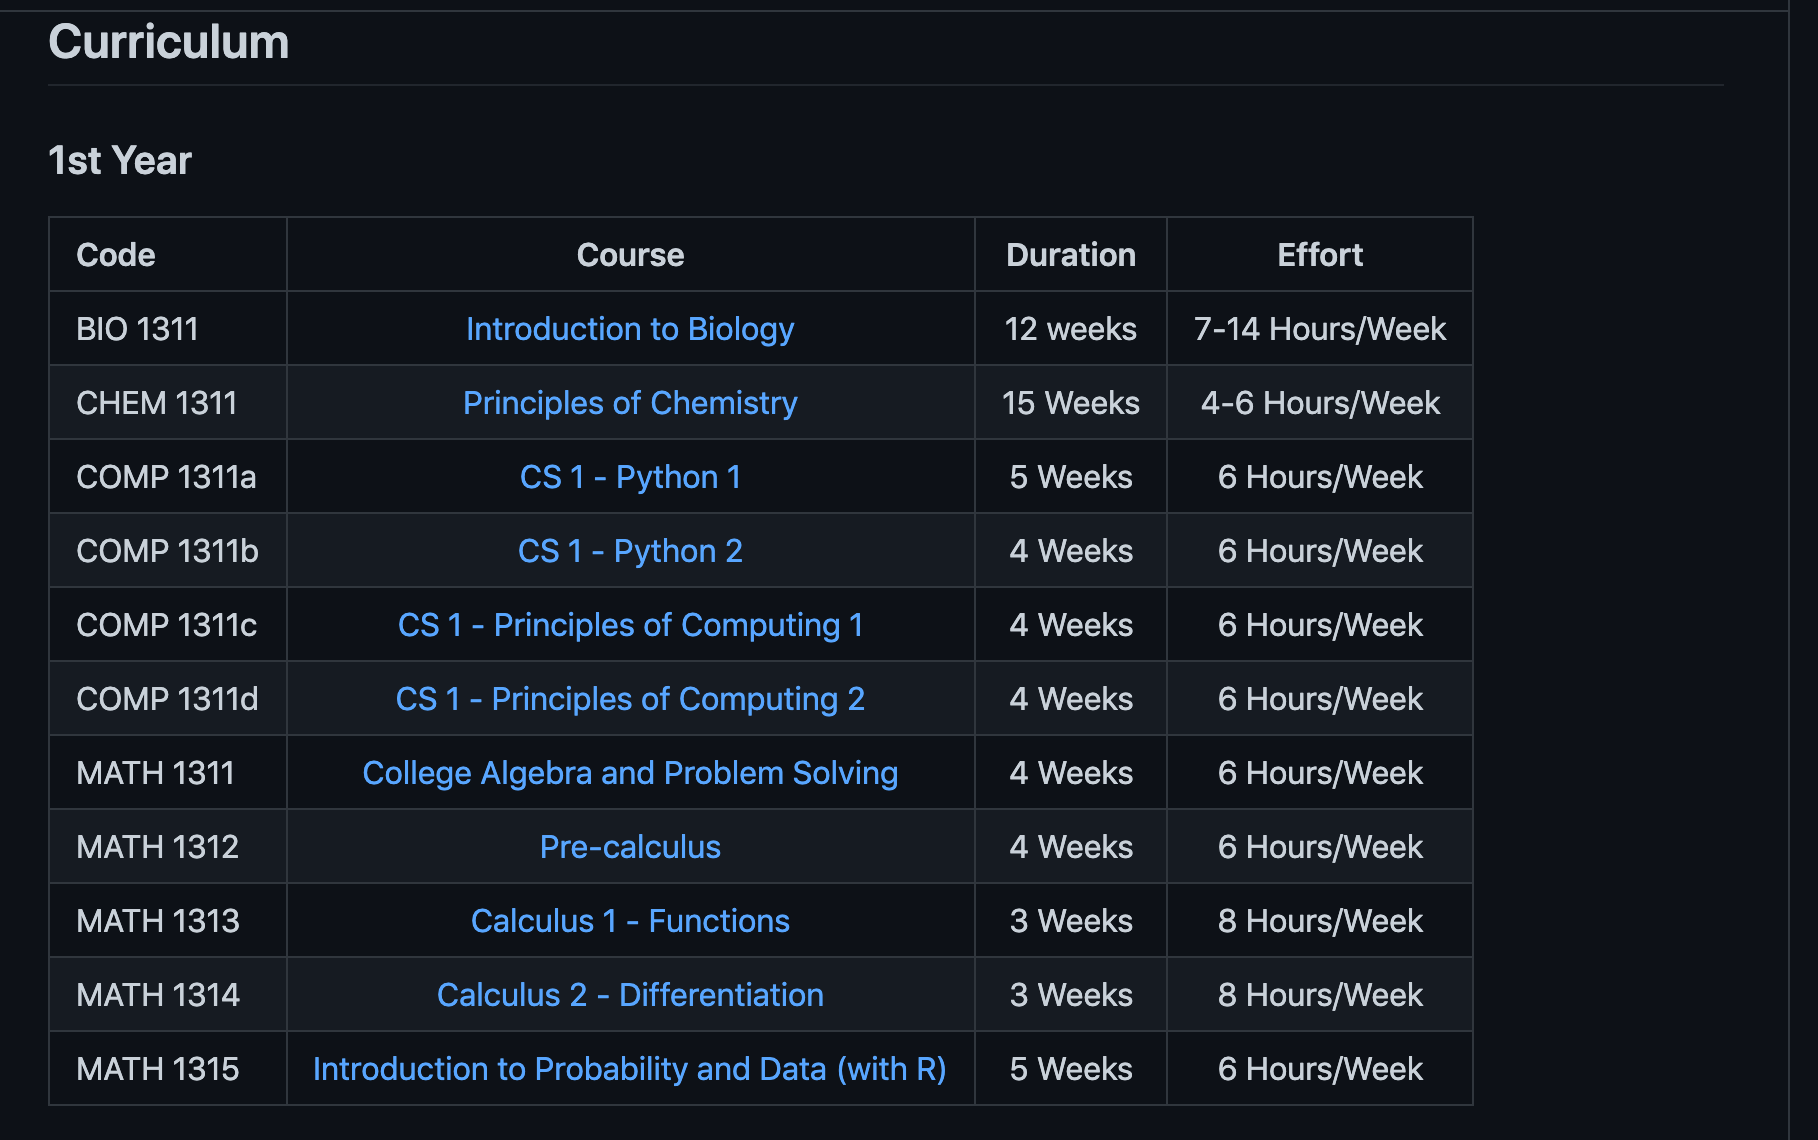 Curriculum
1st Year
Code Course Duration Effort
BIO 1311 Introduction to Biology 12 weeks 7-14 Hours/Week
CHEM 1311 Principles of Chemistry 15 Weeks 4-6 Hours/Week
COMP 1311a CS 1 - Python 1 5 Weeks 6 Hours/Week
COMP 1311b CS 1 - Python 2 4 Weeks 6 Hours/Week
COMP 1311c CS 1 - Principles of Computing 1 4 Weeks 6 Hours/Week
COMP 1311d CS 1 - Principles of Computing 2 4 Weeks 6 Hours/Week
MATH 1311 College Algebra and Problem Solving 4 Weeks 6 Hours/Week
MATH 1312 Pre-calculus 4 Weeks 6 Hours/Week
MATH 1313 Calculus 1 - Functions 3 Weeks 8 Hours/Week
MATH 1314 Calculus 2 - Differentiation 3 Weeks 8 Hours/Week
MATH 1315 Introduction to Probability and Data (with R) 5 Weeks 6 Hours/Week